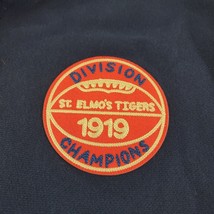 DIVISION
ST. ELMO'S TIGERS
1919
CHAMPIONS